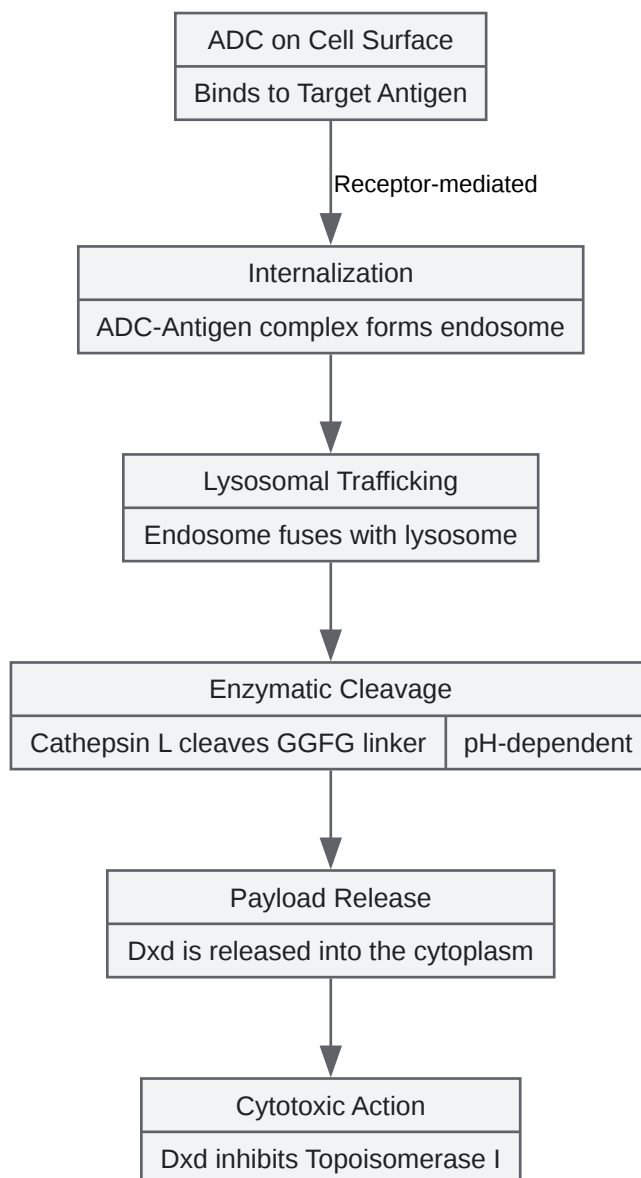 ADC on Cell Surface
Binds to Target Antigen
Receptor-mediated
Internalization
ADC-Antigen complex forms endosome
Lysosomal Trafficking
Endosome fuses with lysosome
Enzymatic Cleavage
Cathepsin L cleaves GGFG linker pH-dependent
Payload Release
Dxd is released into the cytoplasm
Cytotoxic Action
Dxd inhibits Topoisomerase I